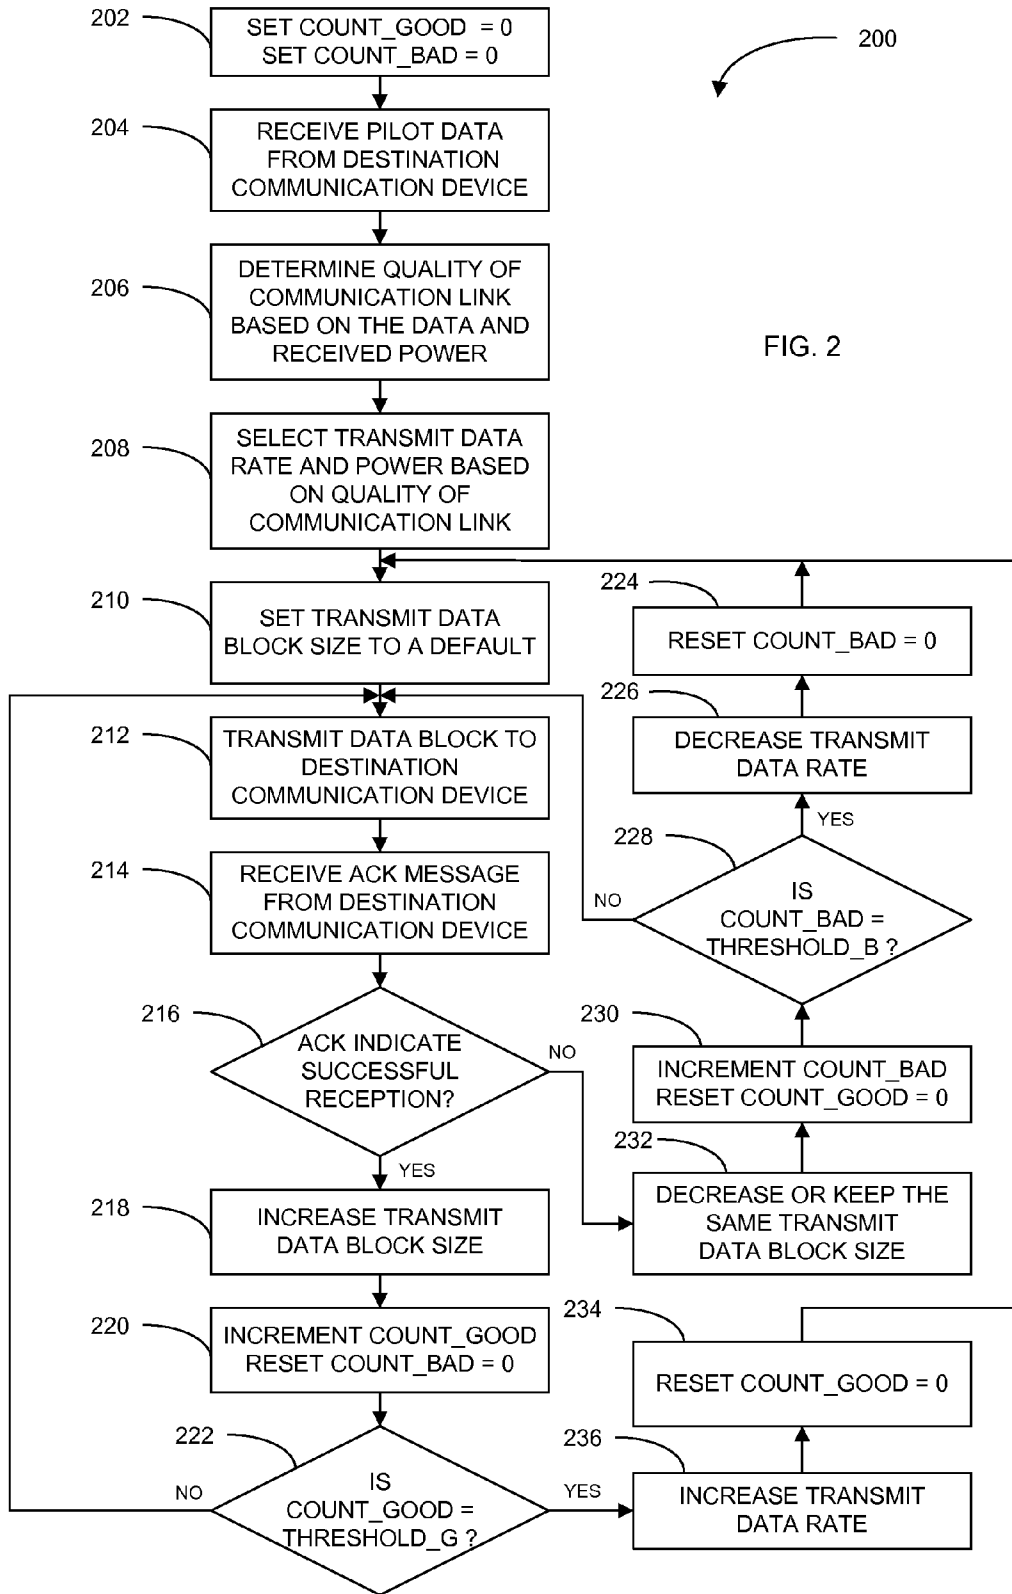 202
SET COUNT_GOOD = 0
SET COUNT_BAD = 0
200
204
RECEIVE PILOT DATA
FROM DESTINATION
COMMUNICATION DEVICE
206
DETERMINE QUALITY OF
COMMUNICATION LINK
BASED ON THE DATA AND
RECEIVED POWER
FIG. 2
208
SELECT TRANSMIT DATA
RATE AND POWER BASED
ON QUALITY OF
COMMUNICATION LINK
210
SET TRANSMIT DATA
BLOCK SIZE TO A DEFAULT
212
TRANSMIT DATA BLOCK TO
DESTINATION
COMMUNICATION DEVICE
214
RECEIVE ACK MESSAGE
FROM DESTINATION
COMMUNICATION DEVICE
216
ACK INDICATE
SUCCESSFUL
RECEPTION?
NO
YES
218
INCREASE TRANSMIT
DATA BLOCK SIZE
220
INCREMENT COUNT_GOOD
RESET COUNT_BAD = 0
222
IS
COUNT_GOOD =
THRESHOLD_G ?
NO
YES
224
RESET COUNT_BAD = 0
226
DECREASE TRANSMIT
DATA RATE
YES
228
IS
COUNT_BAD =
THRESHOLD_B ?
NO
230
INCREMENT COUNT_BAD
RESET COUNT_GOOD = 0
232
DECREASE OR KEEP THE
SAME TRANSMIT
DATA BLOCK SIZE
234
RESET COUNT_GOOD = 0
236
INCREASE TRANSMIT
DATA RATE